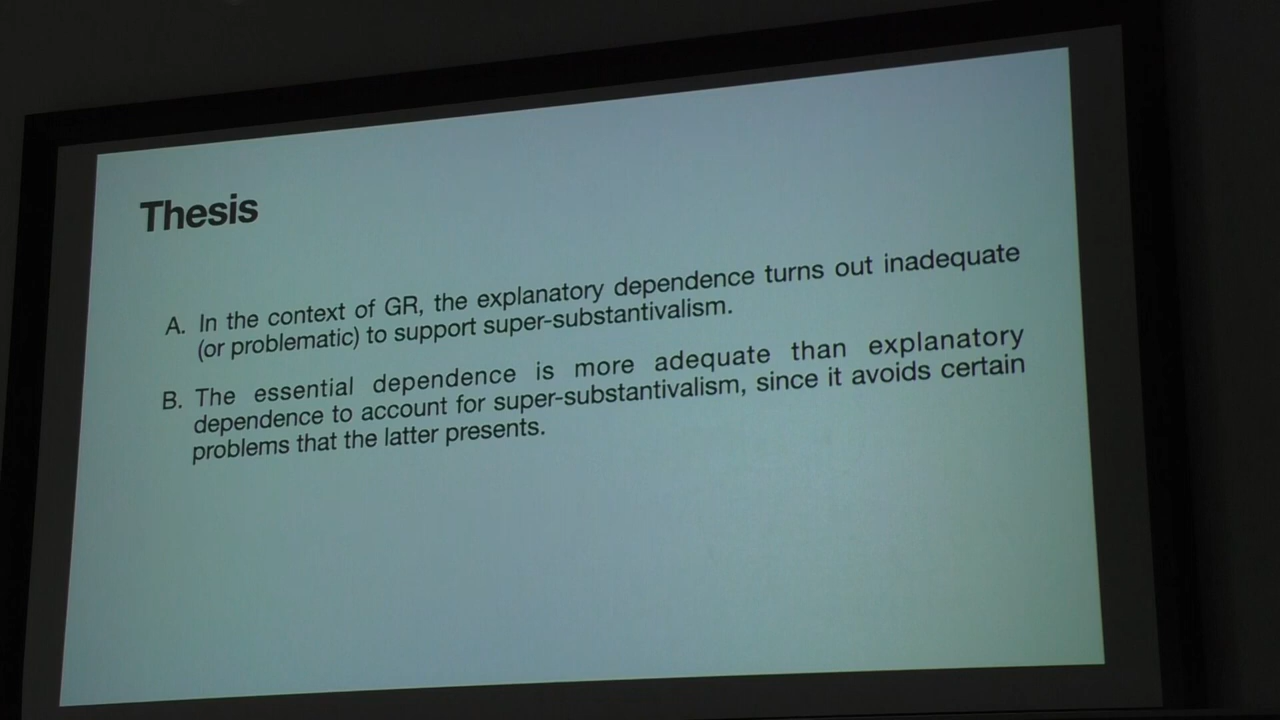 Thesis
A. In the context of GR, the explanatory dependence turns out inadequate
(or problematic) to support super-substantivalism.
B. The essential dependence is more adequate than explanatory
dependence to account for super-substantivalism, since it avoids certain
problems that the latter presents.